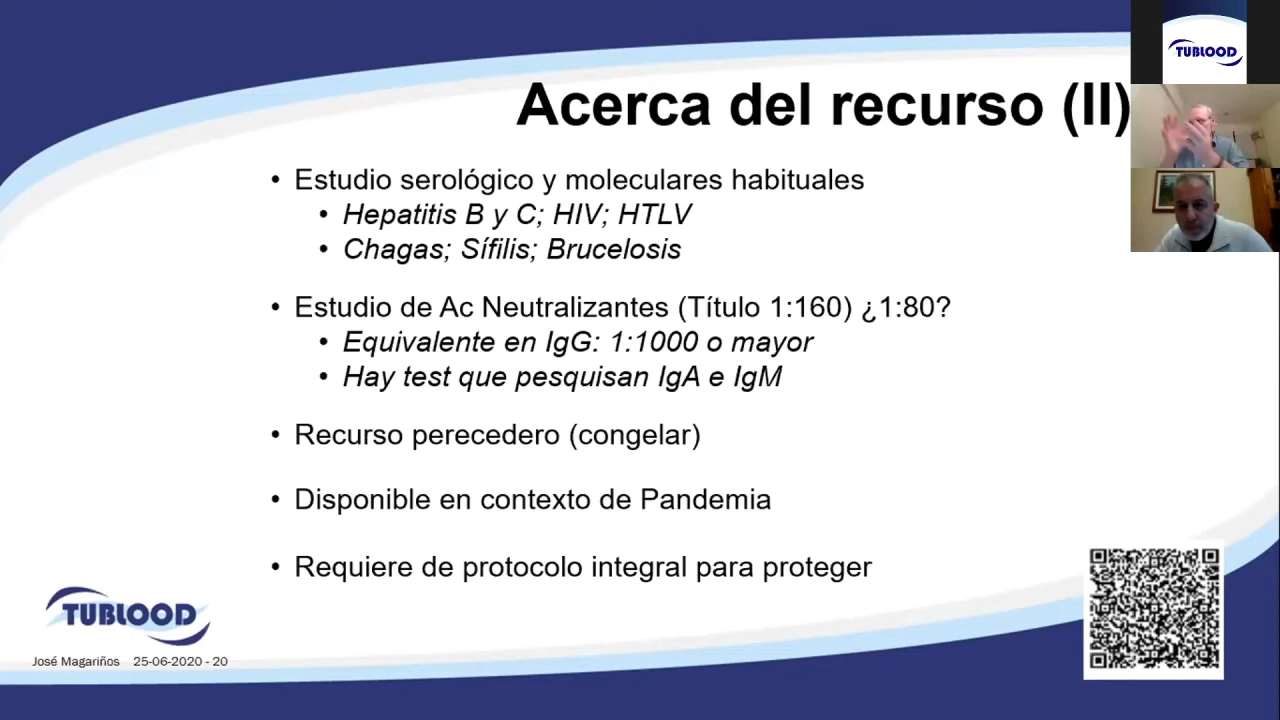 Acerca del recurso (II)
TUBLOOD
• Estudio serológico y moleculares habituales
• Hepatitis B y C; HIV; HTLV
• Chagas; Sífilis; Brucelosis
• Estudio de Ac Neutralizantes (Título 1:160) ¿1:80?
• Equivalente en IgG: 1:1000 o mayor
• Hay test que pesquisan IgA e IgM
• Recurso perecedero (congelar)
• Disponible en contexto de Pandemia
• Requiere de protocolo integral para proteger
TUBLOOD
José Magariños 25-06-2020 - 20